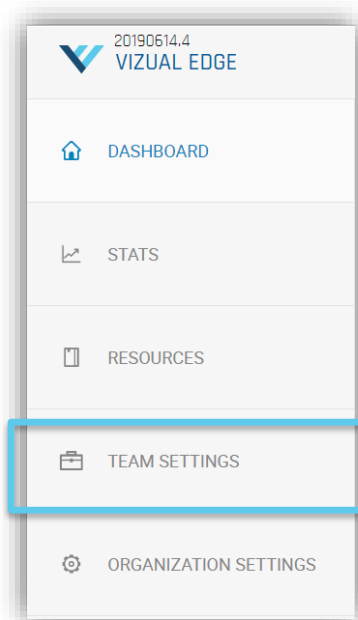 20190614.4
VIZUAL EDGE
DASHBOARD
STATS
RESOURCES
TEAM SETTINGS
ORGANIZATION SETTINGS